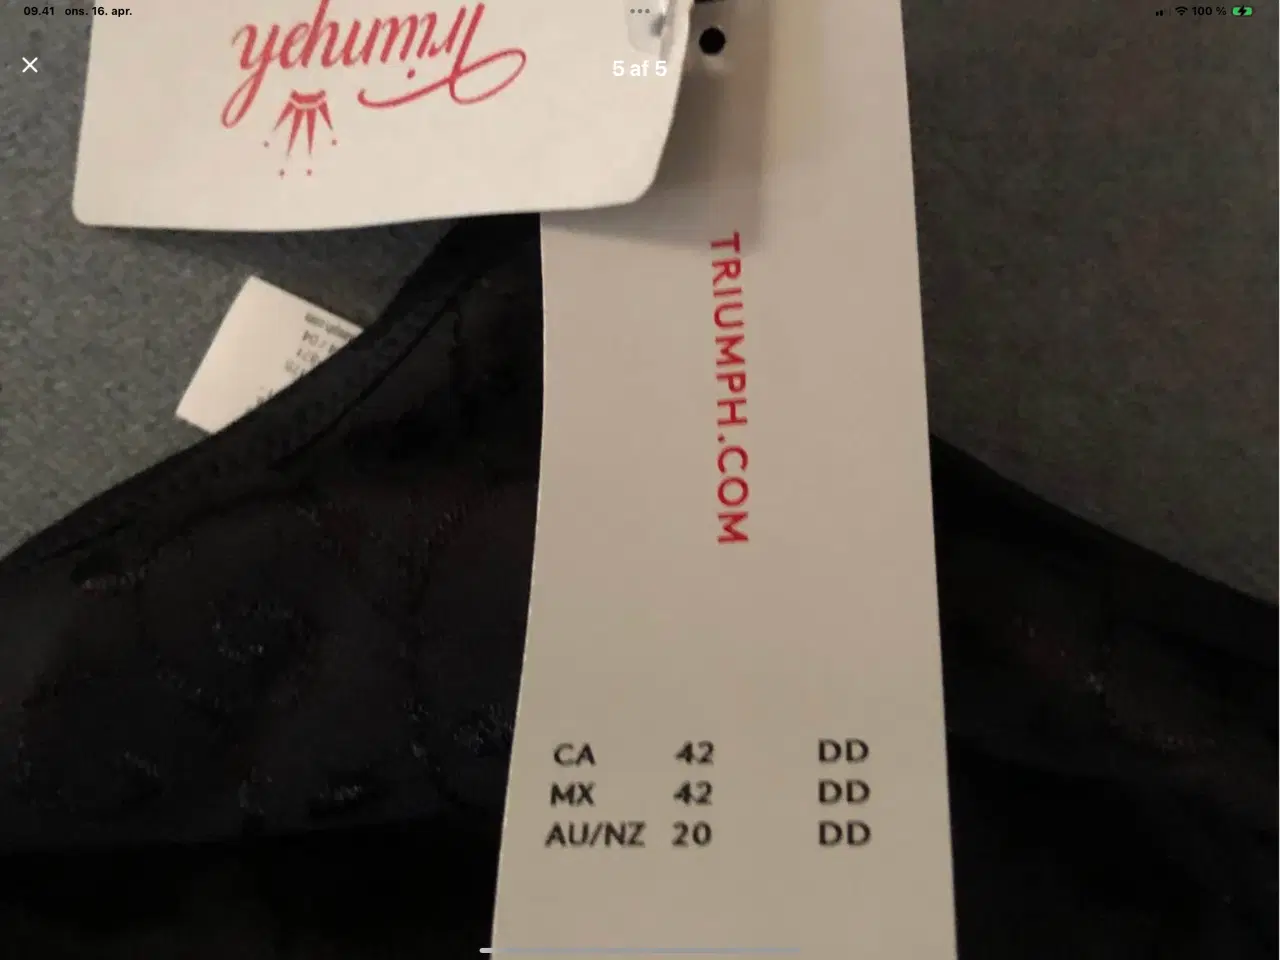 09.41 ons. 16. apr.
100 %
5 af 5
Triumph
TRIUMPH.COM
CA 42 DD
MX 42 DD
AU/NZ 20 DD